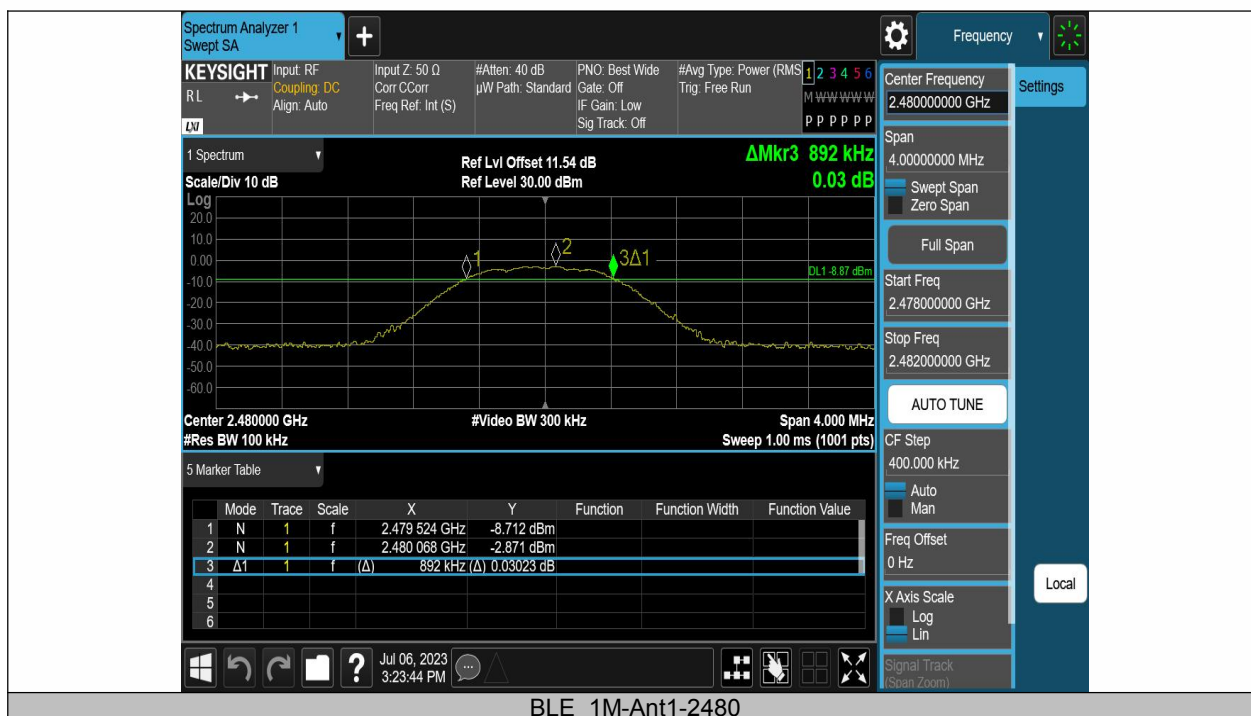 Spectrum Analyzer 1
Swept SA
+
Frequency
KEYSIGHT Input: RF Input Z: 50 Ω #Atten: 40 dB PNO: Best Wide #Avg Type: Power (RMS 1 2 3 4 5 6
RL Coupling: DC Corr CCorr µW Path: Standard Gate: Off Trig: Free Run
Align: Auto Freq Ref: Int (S) IF Gain: Low M W W W W W
LXI Sig Track: Off P P P P P P
1 Spectrum
Ref Lvl Offset 11.54 dB ΔMkr3 892 kHz
Scale/Div 10 dB Ref Level 30.00 dBm 0.03 dB
Log
20.0
10.0
0.00
-10.0
-20.0
-30.0
-40.0
-50.0
-60.0
1
2
3Δ1
DL1 -8.87 dBm
Center 2.480000 GHz #Video BW 300 kHz Span 4.000 MHz
#Res BW 100 kHz Sweep 1.00 ms (1001 pts)
5 Marker Table
Mode Trace Scale X Y Function Function Width Function Value
1 N 1 f 2.479 524 GHz -8.712 dBm
2 N 1 f 2.480 068 GHz -2.871 dBm
3 Δ1 1 f (Δ) 892 kHz (Δ) 0.03023 dB
4
5
6
?
Jul 06, 2023
3:23:44 PM
Center Frequency
2.480000000 GHz
Settings
Span
4.00000000 MHz
Swept Span
Zero Span
Full Span
Start Freq
2.478000000 GHz
Stop Freq
2.482000000 GHz
AUTO TUNE
CF Step
400.000 kHz
Auto
Man
Freq Offset
0 Hz
X Axis Scale
Log
Lin
Signal Track
(Span Zoom)
Local
BLE_1M-Ant1-2480